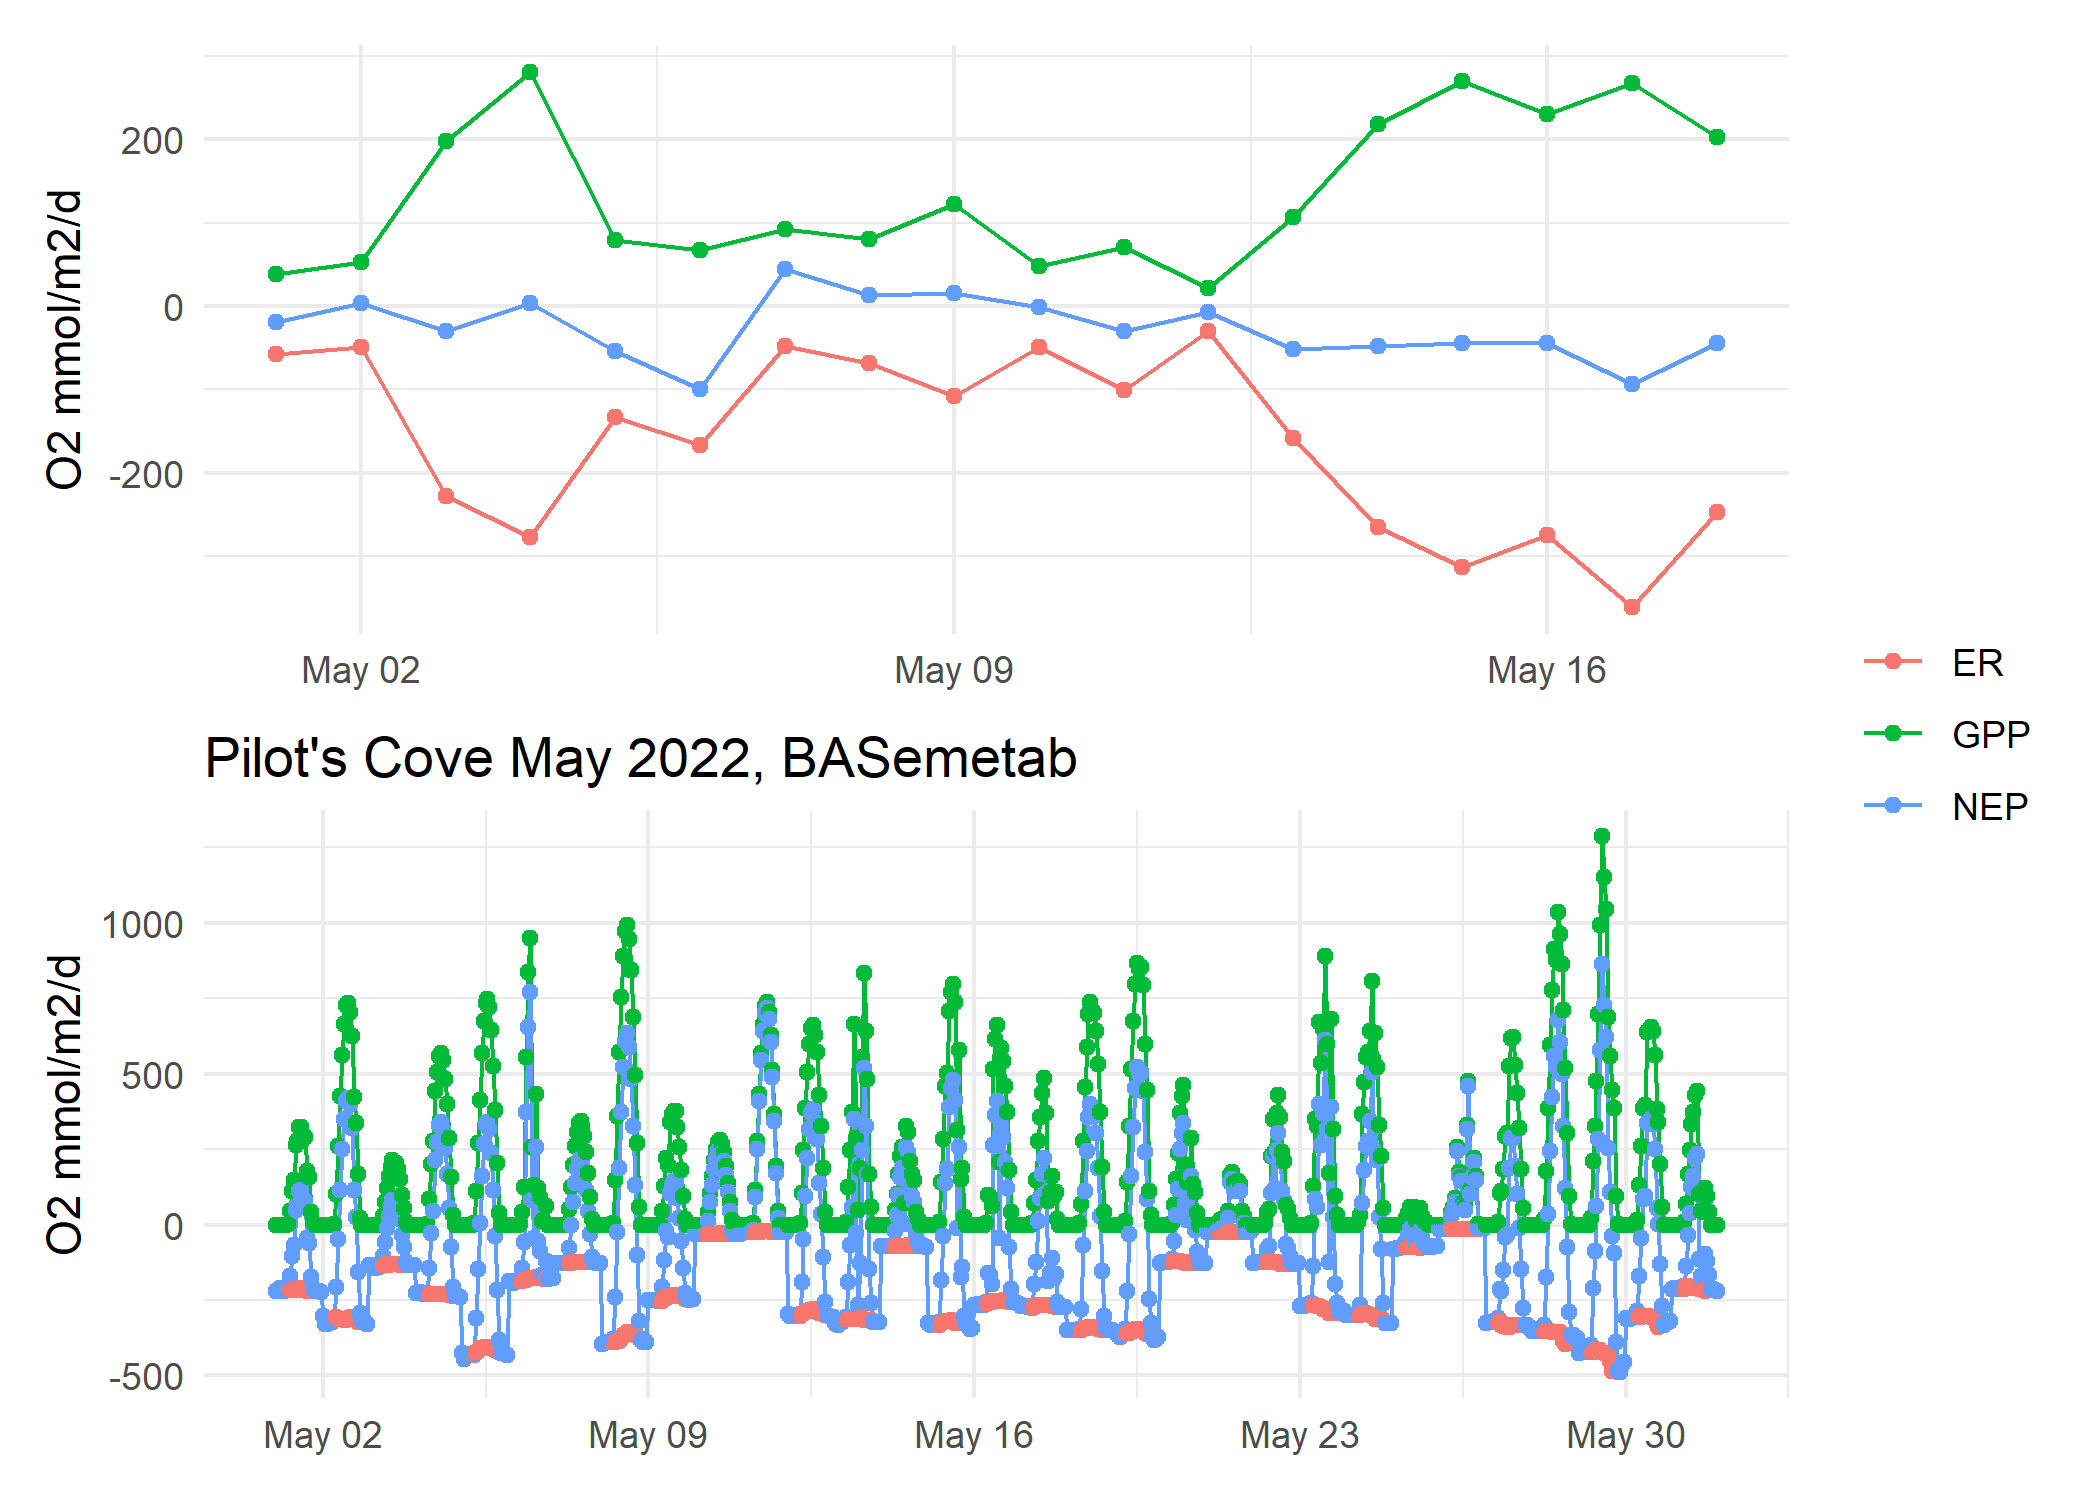 O2 mmol/m2/d
200
0
-200
May 02 May 09 May 16
ER
GPP
NEP
Pilot's Cove May 2022, BASemetab
O2 mmol/m2/d
1000
500
0
-500
May 02 May 09 May 16 May 23 May 30